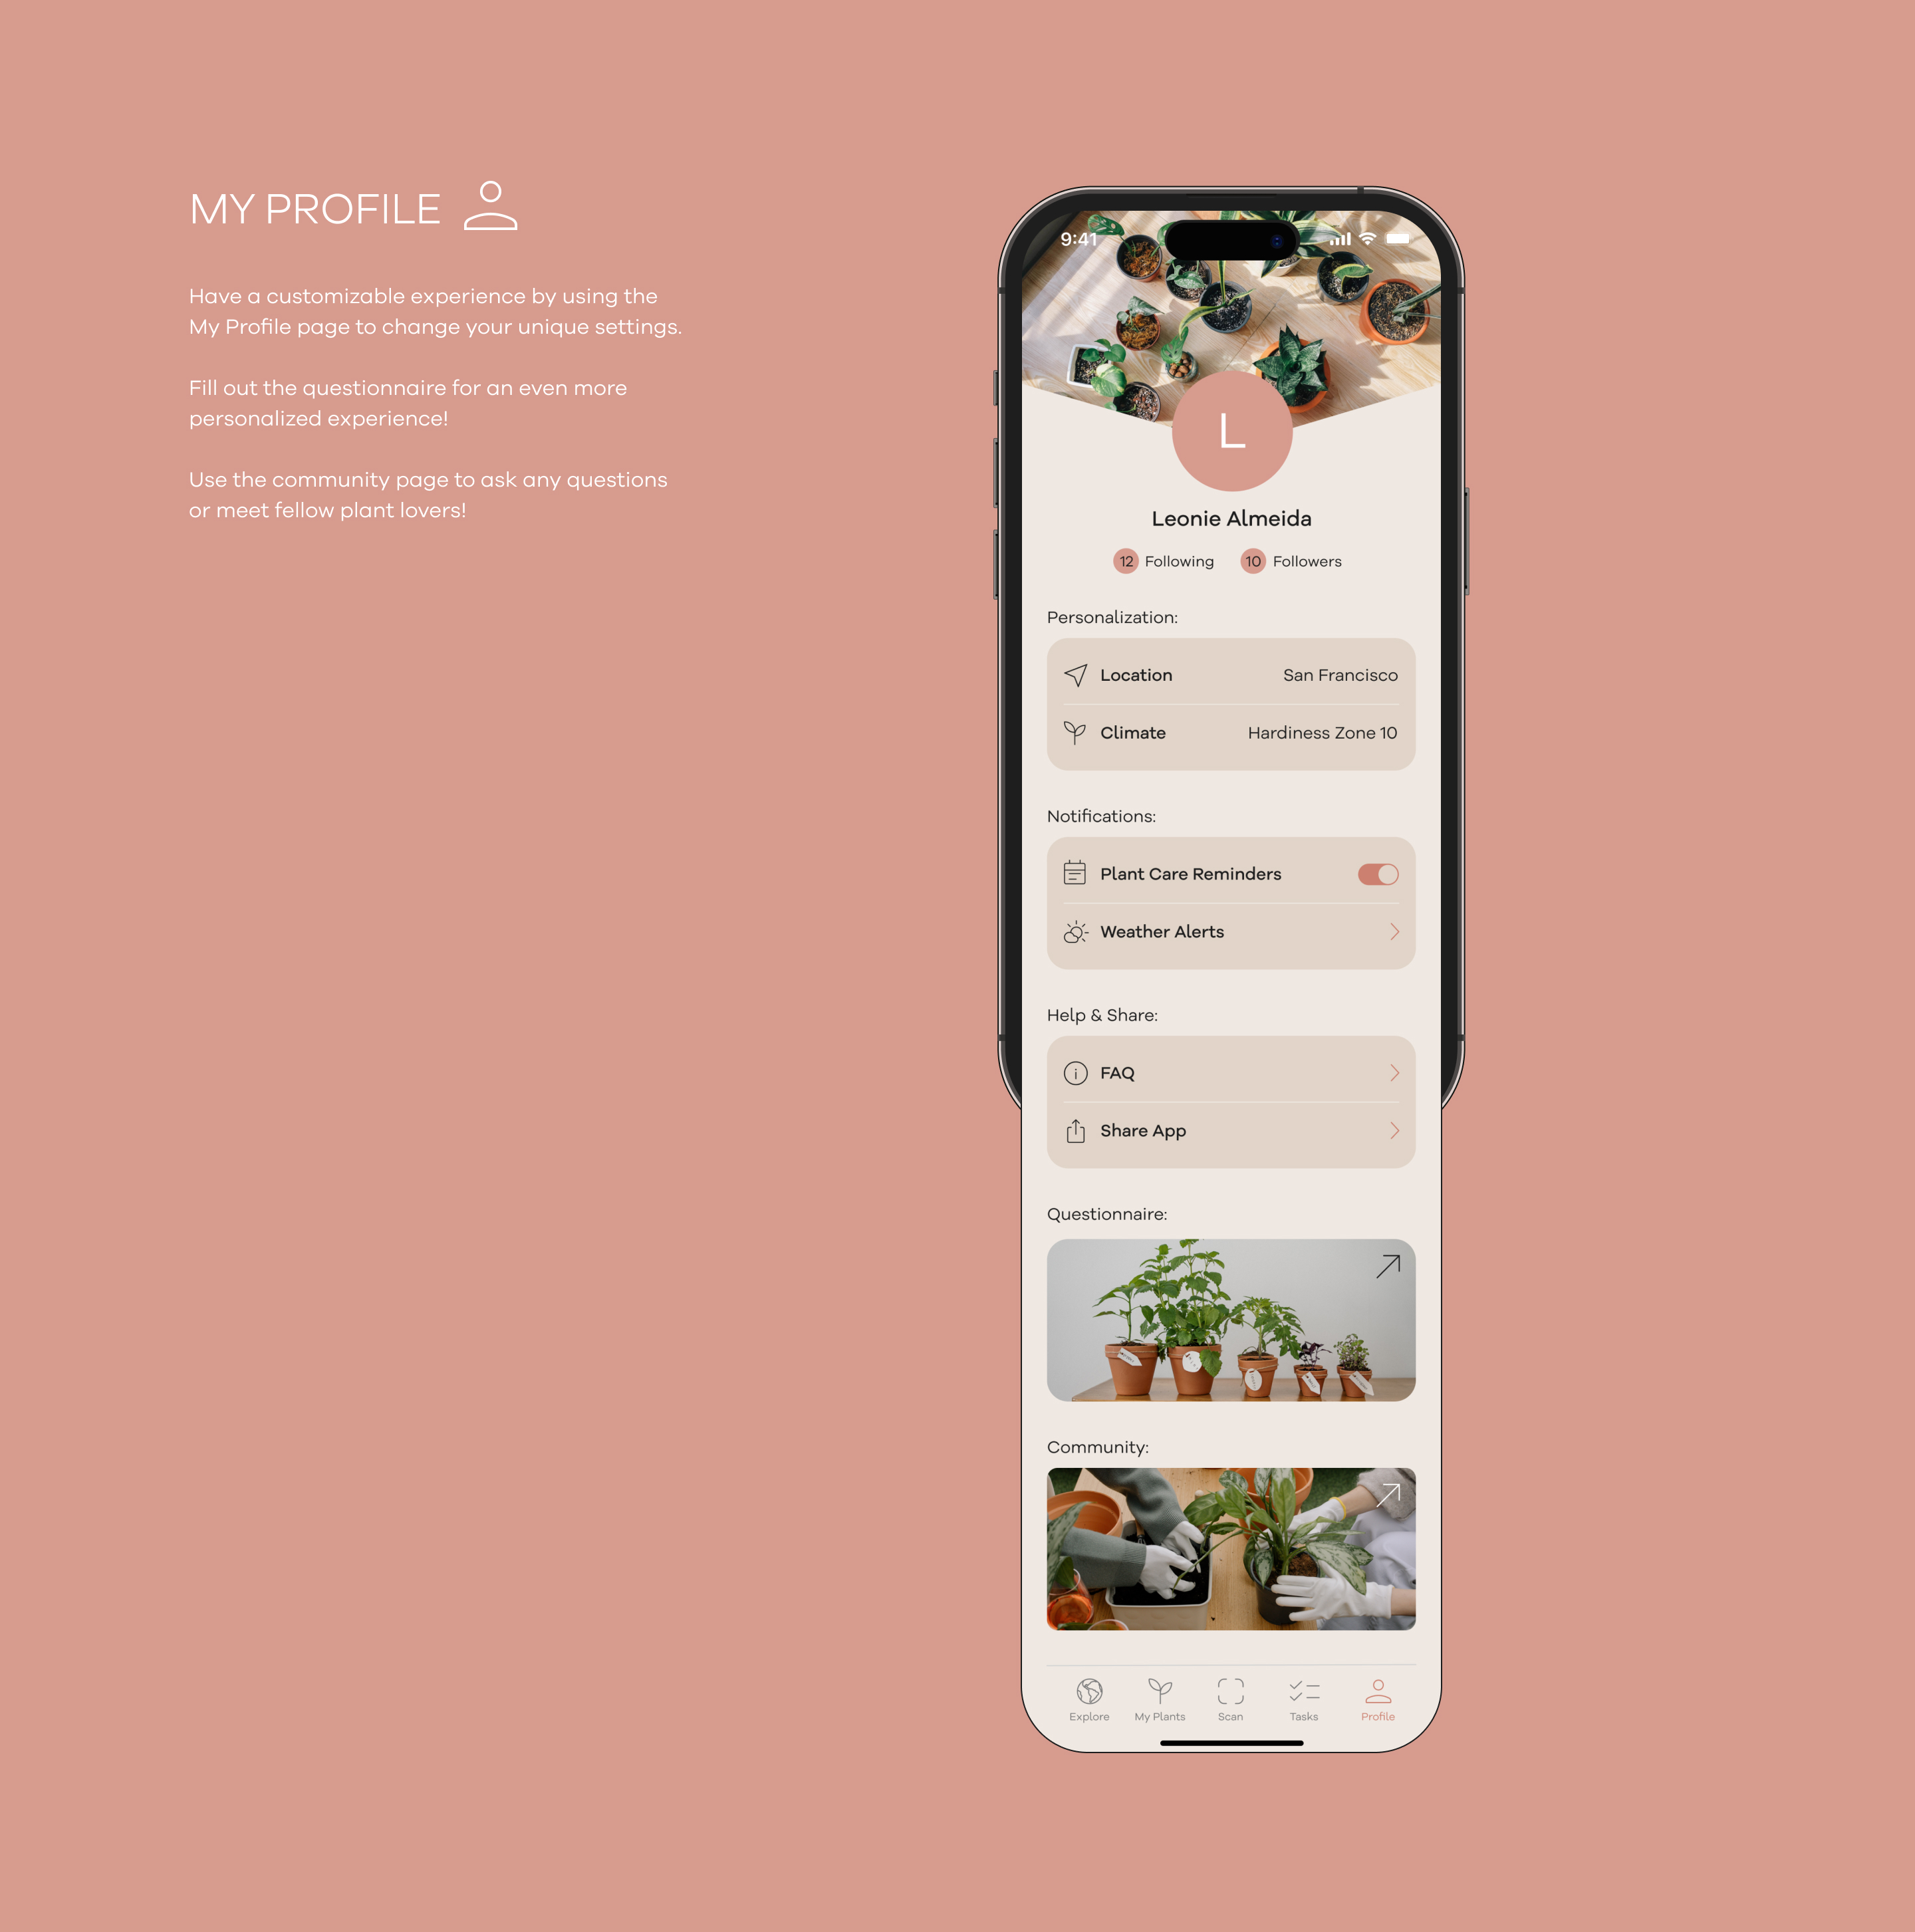 MY PROFILE
Have a customizable experience by using the
My Profile page to change your unique settings.
Fill out the questionnaire for an even more
personalized experience!
Use the community page to ask any questions
or meet fellow plant lovers!
9:41
L
Leonie Almeida
12 Following 10 Followers
Personalization:
Location San Francisco
Climate Hardiness Zone 10
Notifications:
Plant Care Reminders
Weather Alerts
Help & Share:
FAQ
Share App
Questionnaire:
Community:
Explore My Plants Scan Tasks Profile